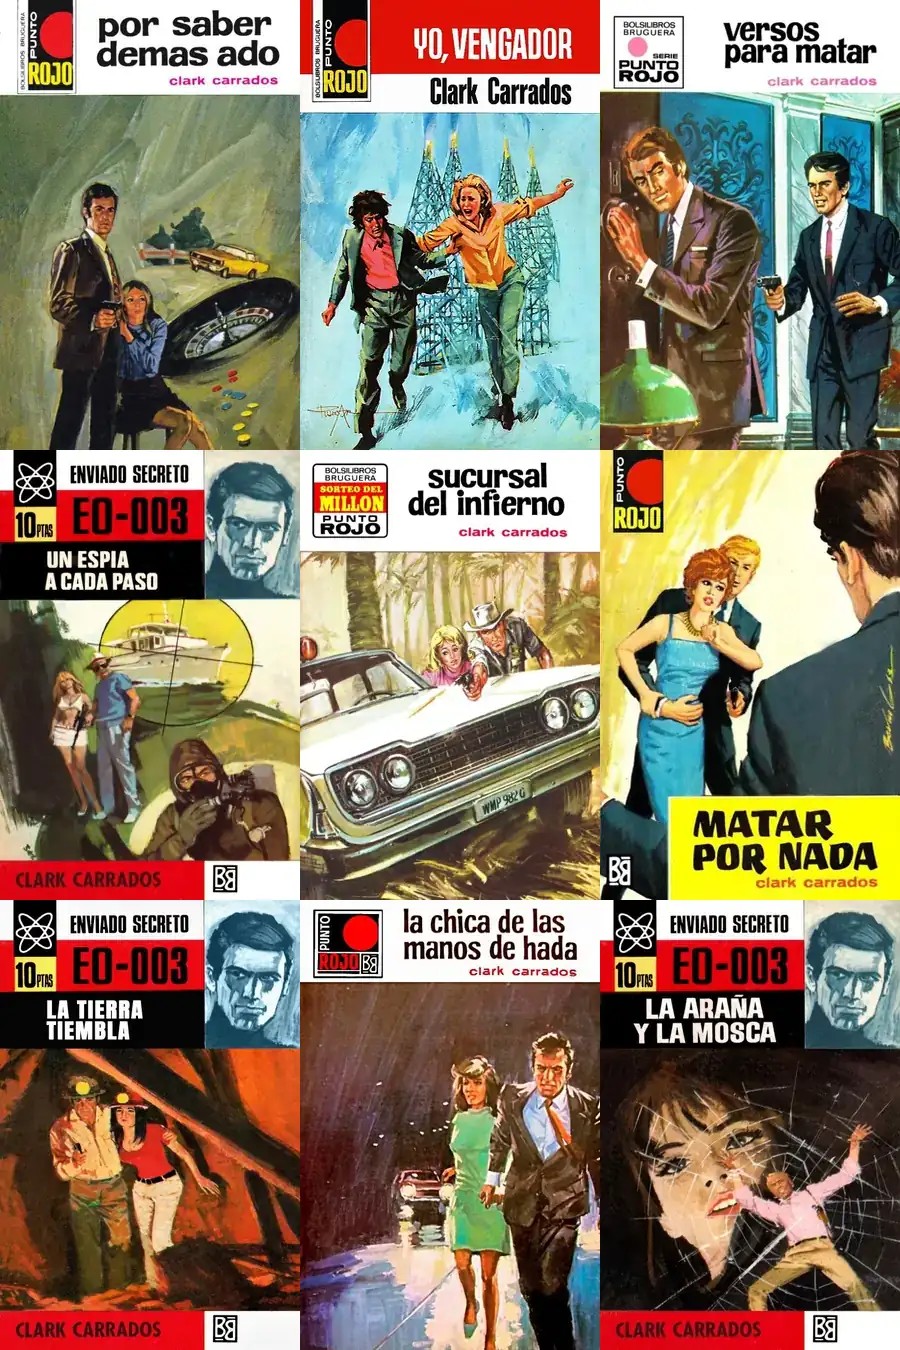 BOLSILIBROS BRUGUERA
PUNTO
ROJO
por saber
demas ado
clark carrados
BOLSILIBROS BRUGUERA
PUNTO
ROJO
YO, VENGADOR
Clark Carrados
BOLSILIBROS
BRUGUERA
SERIE
PUNTO
ROJO
versos
para matar
clark carrados
ENVIADO SECRETO
10 PTAS
EO-003
UN ESPIA
A CADA PASO
CLARK CARRADOS
B B
BOLSILIBROS
BRUGUERA
SORTEO DEL
MILLON
PUNTO
ROJO
sucursal
del infierno
clark carrados
WMP 982 G
PUNTO
ROJO
MATAR
POR NADA
clark carrados
B B
ENVIADO SECRETO
10 PTAS
EO-003
LA TIERRA
TIEMBLA
CLARK CARRADOS
B B
PUNTO
ROJO B B
la chica de las
manos de hada
clark carrados
ENVIADO SECRETO
10 PTAS
EO-003
LA ARAÑA
Y LA MOSCA
CLARK CARRADOS
B B